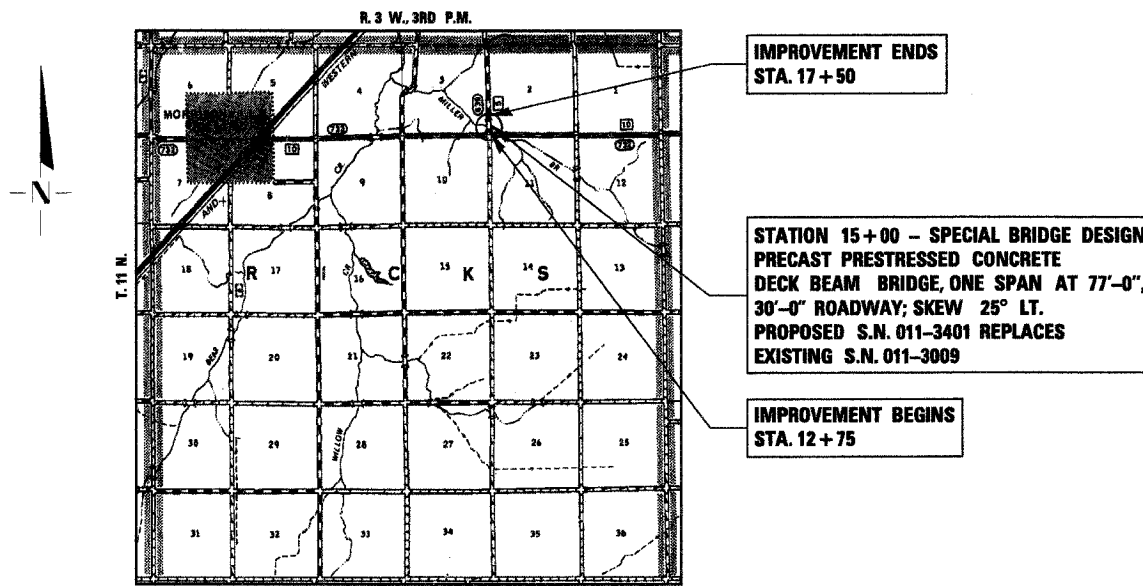 R. 3 W., 3RD P.M.
T. 11 N.
N
IMPROVEMENT ENDS
STA. 17+50
STATION 15+00 – SPECIAL BRIDGE DESIGN
PRECAST PRESTRESSED CONCRETE
DECK BEAM BRIDGE, ONE SPAN AT 77'–0",
30'–0" ROADWAY; SKEW 25° LT.
PROPOSED S.N. 011–3401 REPLACES
EXISTING S.N. 011–3009
IMPROVEMENT BEGINS
STA. 12+75
6 5 4 3 2 1
WESTERN
MILLER
10 10
7 8 9 10 11 12
AND
CR.
BR
18 17 16 15 14 13
R I C K S
CR
19 20 21 22 23 24
BEAR
30 29 28 27 26 25
WILLOW
31 32 33 34 35 36